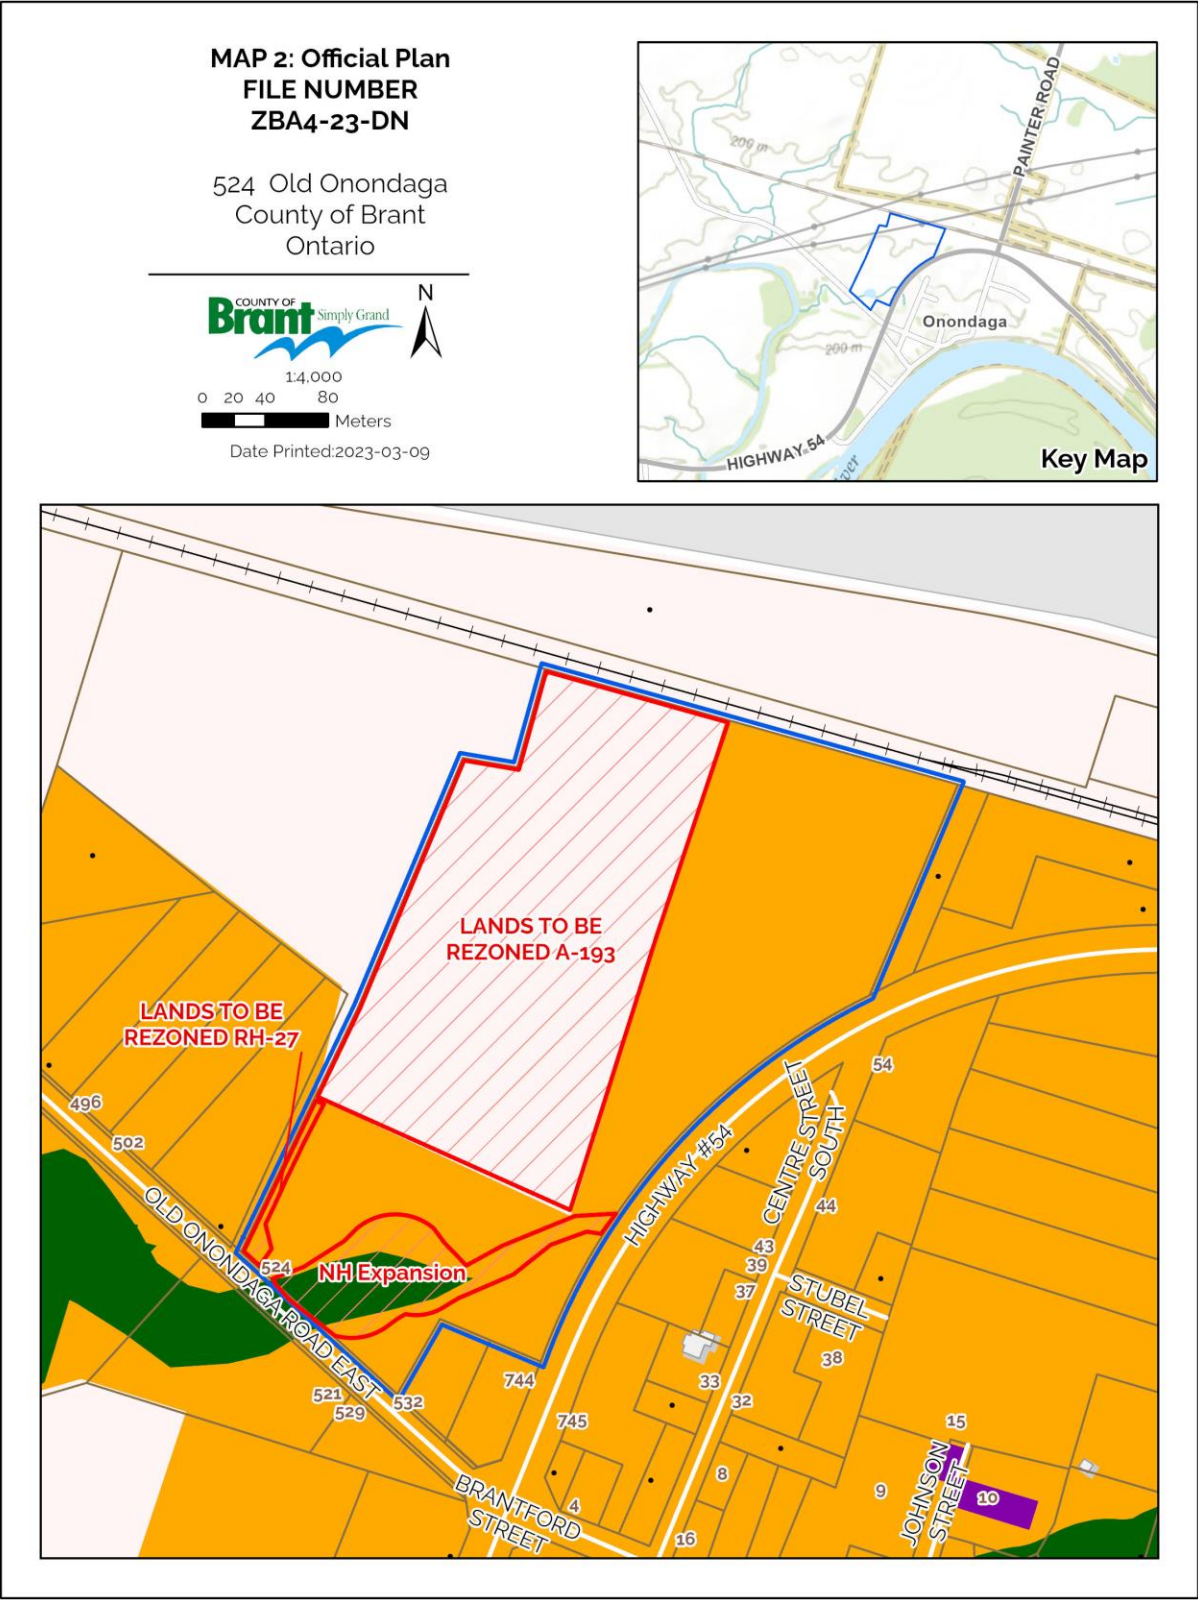 MAP 2: Official Plan
FILE NUMBER
ZBA4-23-DN
524 Old Onondaga
County of Brant
Ontario
COUNTY OF
Brant
Simply Grand
N
1:4,000
0 20 40 80
Meters
Date Printed:2023-03-09
200 m
PAINTER ROAD
Onondaga
200 m
HIGHWAY 54
Key Map
LANDS TO BE
REZONED A-193
LANDS TO BE
REZONED RH-27
496
502
OLD ONONDAGA ROAD EAST
524
NH Expansion
521
529
532
744
745
HIGHWAY #54
CENTRE STREET
SOUTH
54
44
43
39
37
STUBEL
STREET
38
33
32
15
8
9
10
JOHNSON
STREET
BRANTFORD
STREET
4
16